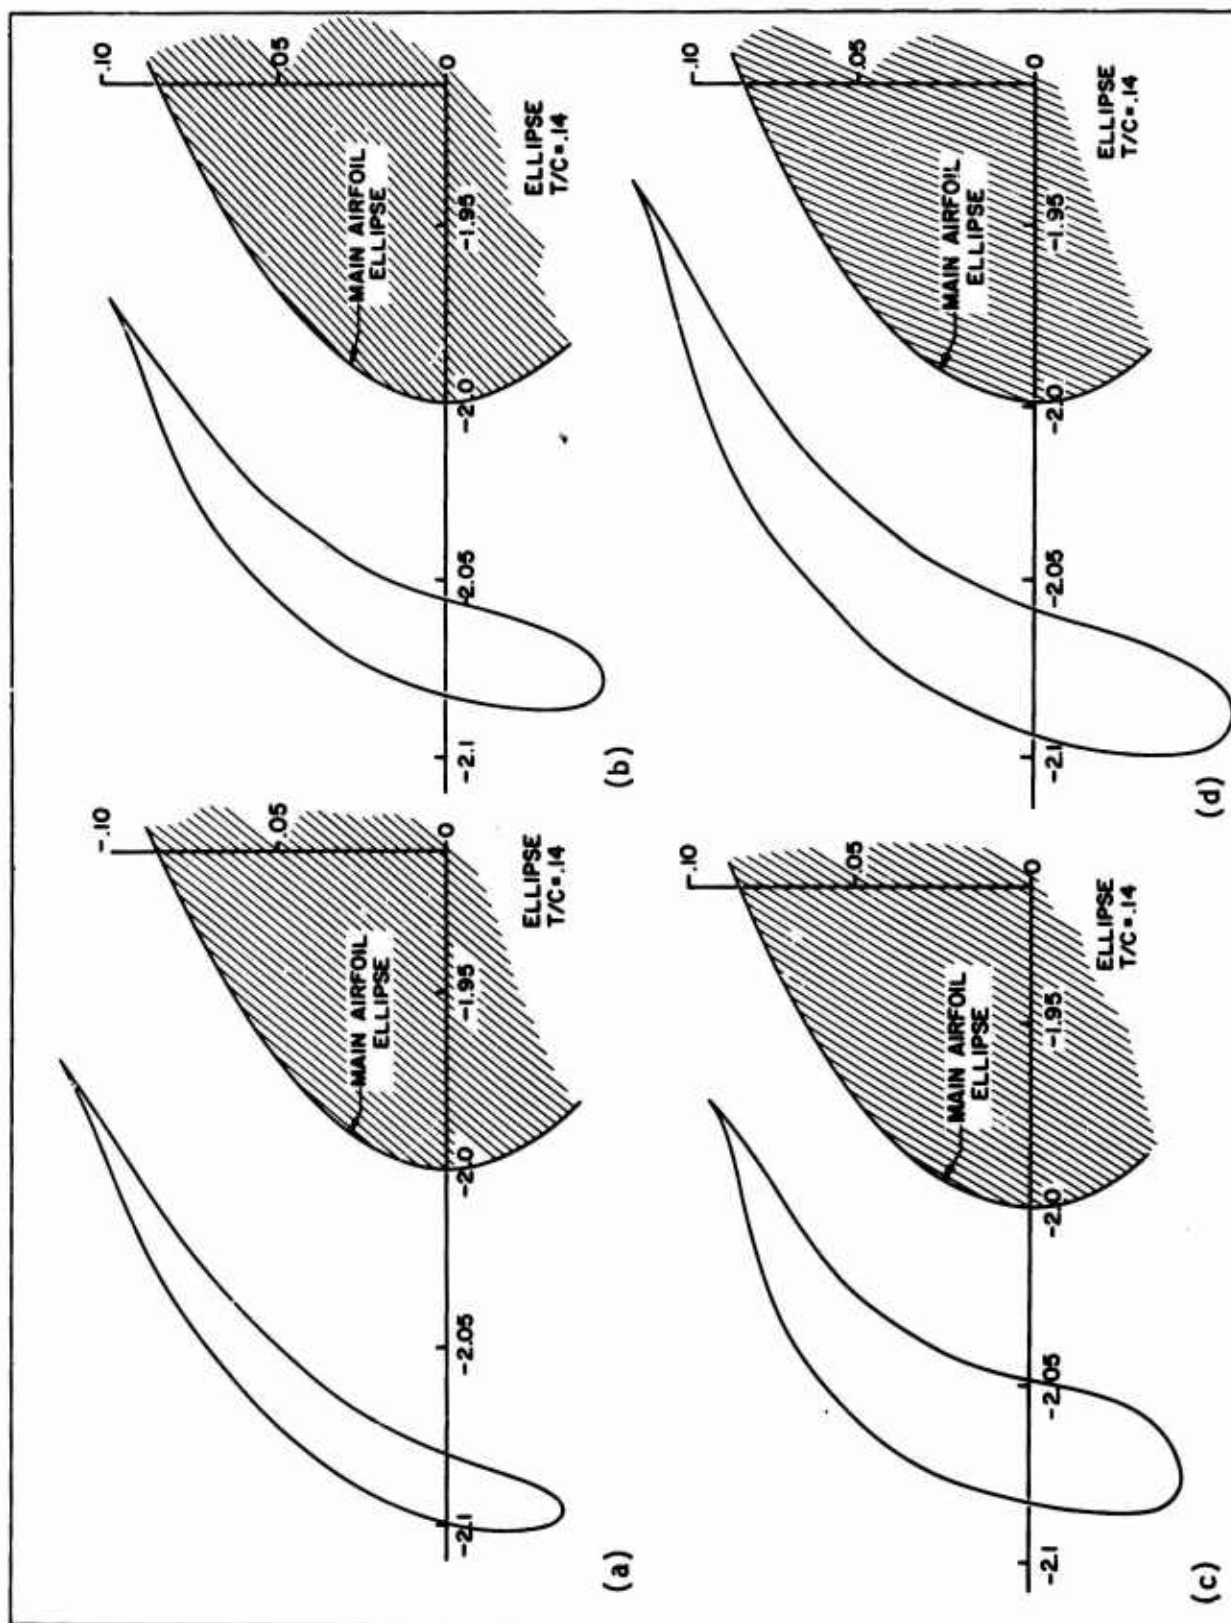 .10
.05
0
MAIN AIRFOIL
ELLIPSE
-2.1
-2.05
-2.0
-1.95
ELLIPSE
T/C=.14
(a)
.10
.05
0
MAIN AIRFOIL
ELLIPSE
-2.1
-2.05
-2.0
-1.95
ELLIPSE
T/C=.14
(b)
.10
.05
0
MAIN AIRFOIL
ELLIPSE
-2.1
-2.05
-2.0
-1.95
ELLIPSE
T/C=.14
(c)
.10
.05
0
MAIN AIRFOIL
ELLIPSE
-2.1
-2.05
-2.0
-1.95
ELLIPSE
T/C=.14
(d)